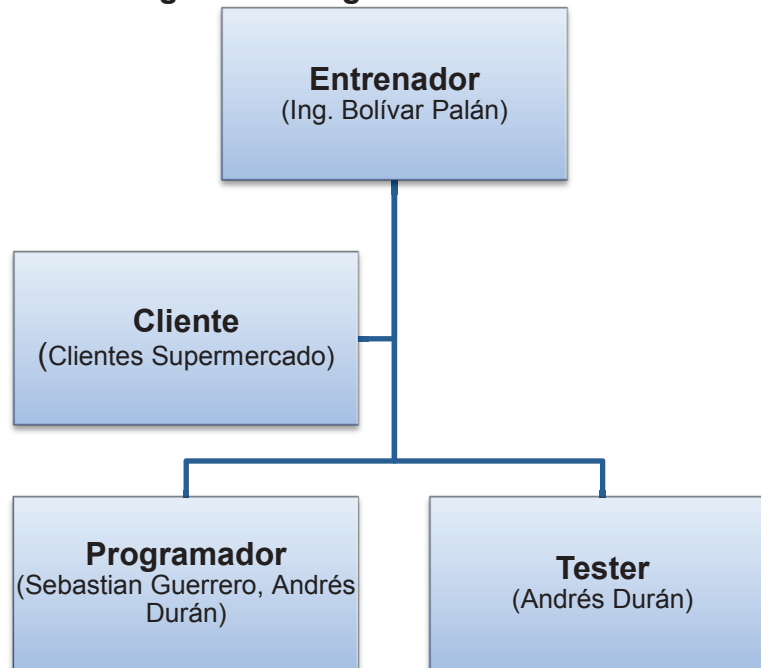 Entrenador
(Ing. Bolívar Palán)
Cliente
(Clientes Supermercado)
Programador
(Sebastian Guerrero, Andrés
Durán)
Tester
(Andrés Durán)